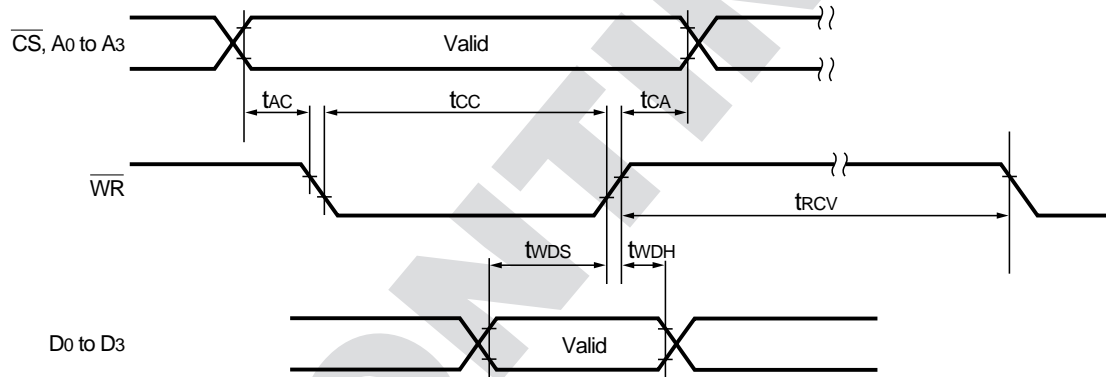 CS, A0 to A3
Valid
tAC
tCC
tCA
WR
tRCV
tWDS
tWDH
D0 to D3
Valid